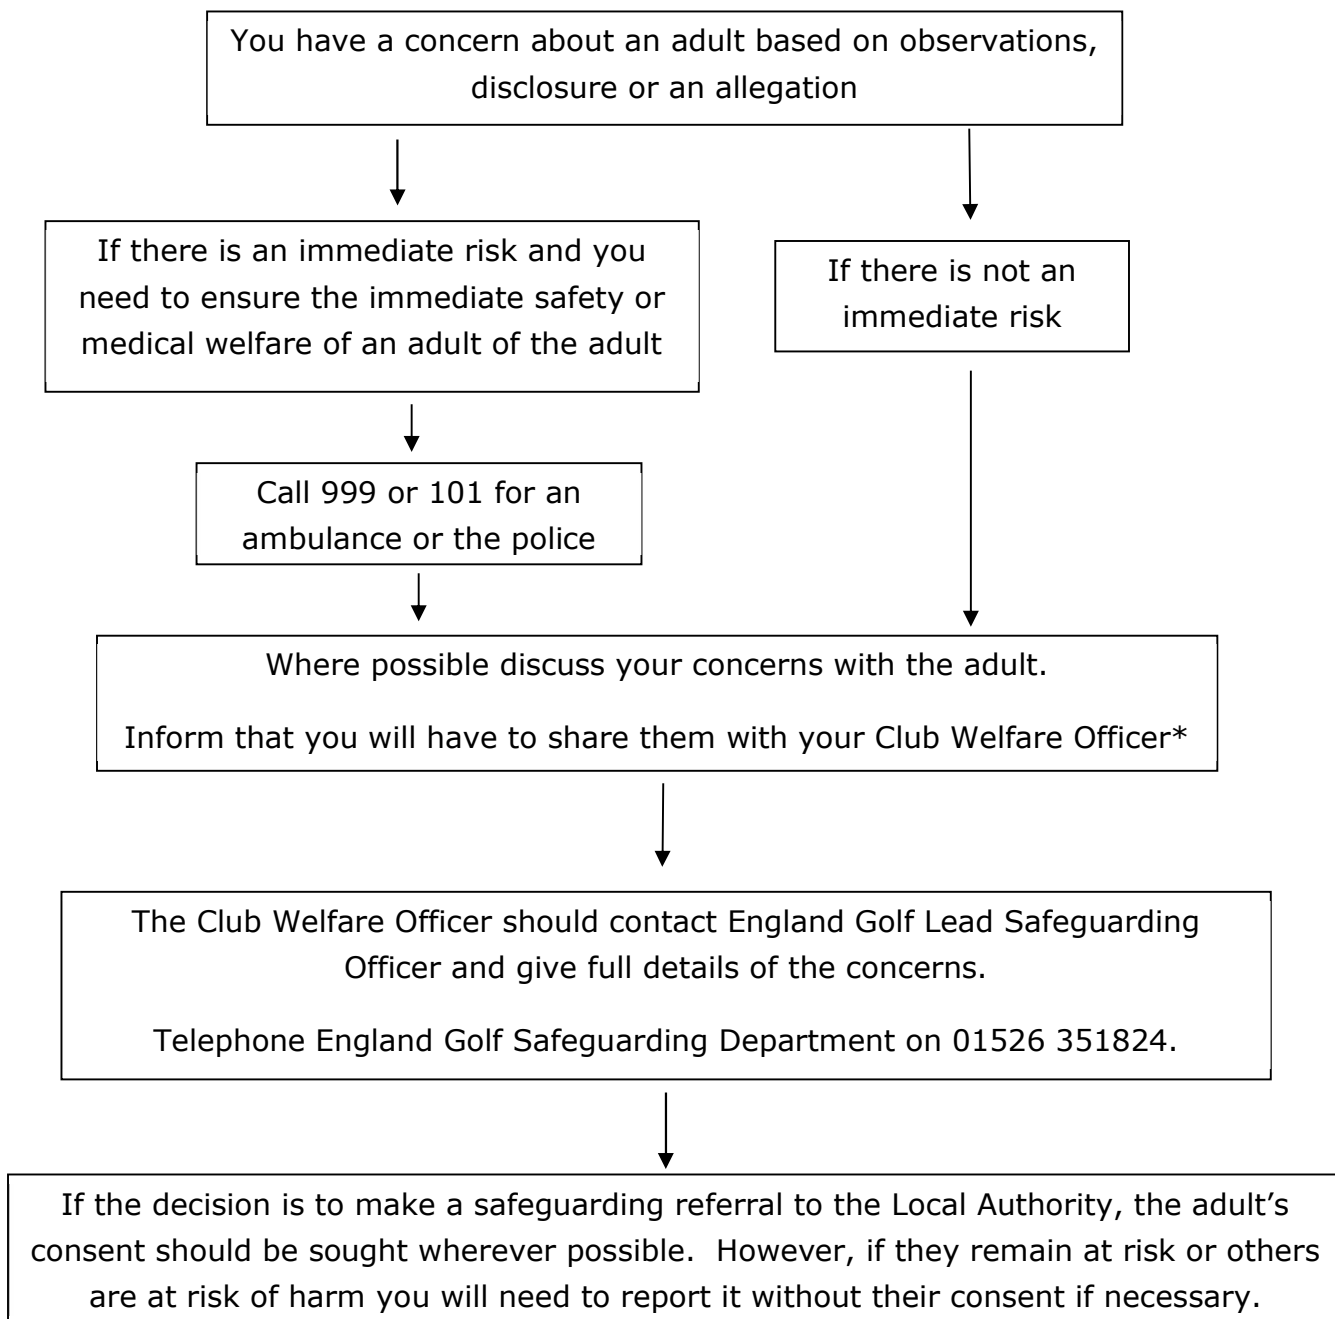 You have a concern about an adult based on observations,
disclosure or an allegation
If there is an immediate risk and you
need to ensure the immediate safety or
medical welfare of an adult of the adult
If there is not an
immediate risk
Call 999 or 101 for an
ambulance or the police
Where possible discuss your concerns with the adult.
Inform that you will have to share them with your Club Welfare Officer*
The Club Welfare Officer should contact England Golf Lead Safeguarding
Officer and give full details of the concerns.
Telephone England Golf Safeguarding Department on 01526 351824.
If the decision is to make a safeguarding referral to the Local Authority, the adult’s
consent should be sought wherever possible.  However, if they remain at risk or others
are at risk of harm you will need to report it without their consent if necessary.